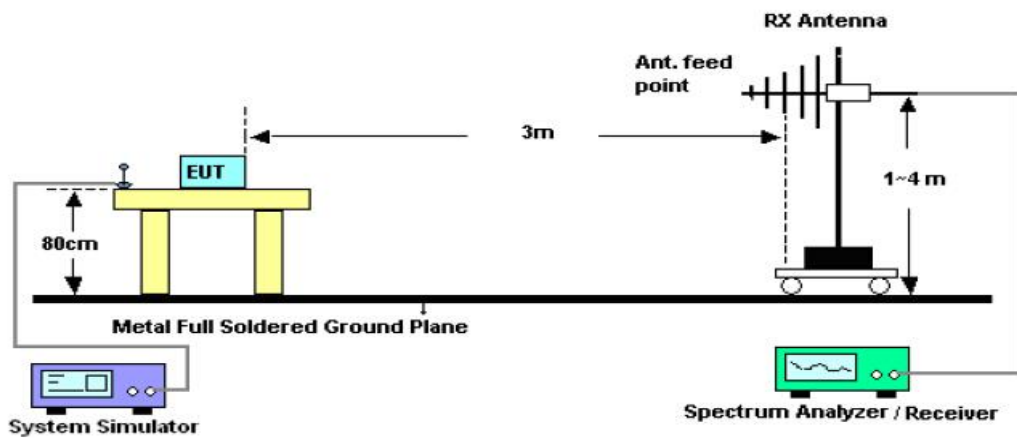 RX Antenna
Ant. feed
point
3m
EUT
1~4 m
80cm
Metal Full Soldered Ground Plane
System Simulator
Spectrum Analyzer / Receiver